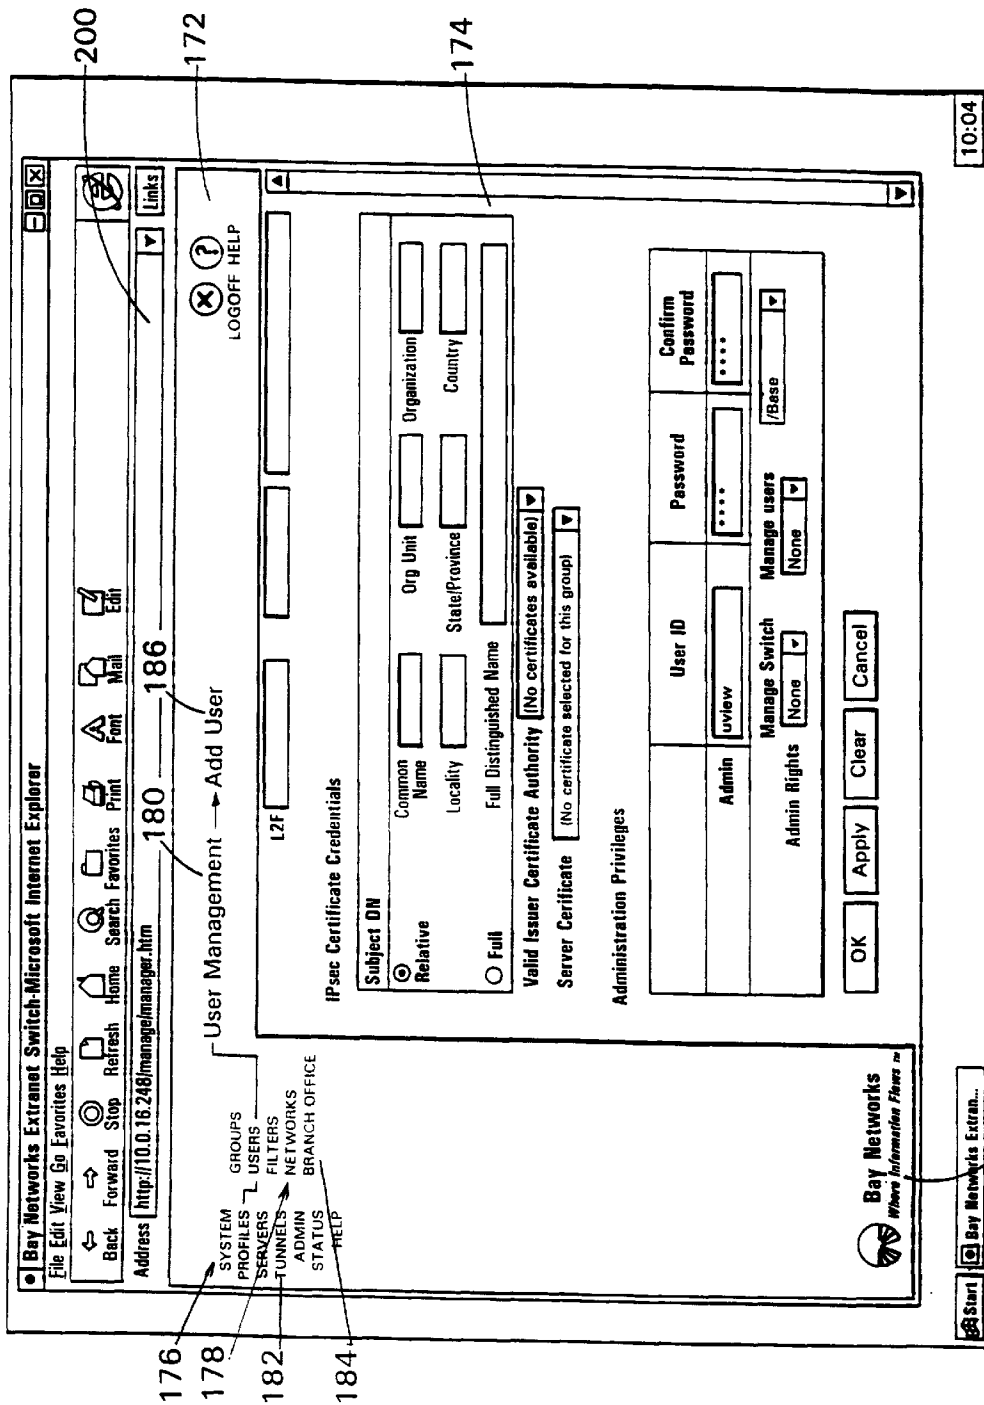 Bay Networks Extranet Switch-Microsoft Internet Explorer
File Edit View Go Favorites Help
Back Forward Stop Refresh Home Search Favorites Print Font Mail Edit
Address http://10.0.16.248/manage/manager.htm Links
200
172
174
176
178
182
184
180
186
SYSTEM
PROFILES
SERVERS
TUNNELS
ADMIN
STATUS
HELP
GROUPS
USERS
FILTERS
NETWORKS
BRANCH OFFICE
User Management → Add User
LOGOFF HELP
L2F
IPsec Certificate Credentials
Subject DN
Relative
Common Name
Org Unit
Organization
Locality
State/Province
Country
Full
Full Distinguished Name
Valid Issuer Certificate Authority (No certificates available)
Server Cerificate (No certificate selected for this group)
Administration Privileges
User ID Password Confirm Password
Admin uview •••• ••••
Admin Rights
Manage Switch None
Manage users None
/Base
OK Apply Clear Cancel
Bay Networks
Where Information Flows ™
Start Bay Networks Extran... 10:04